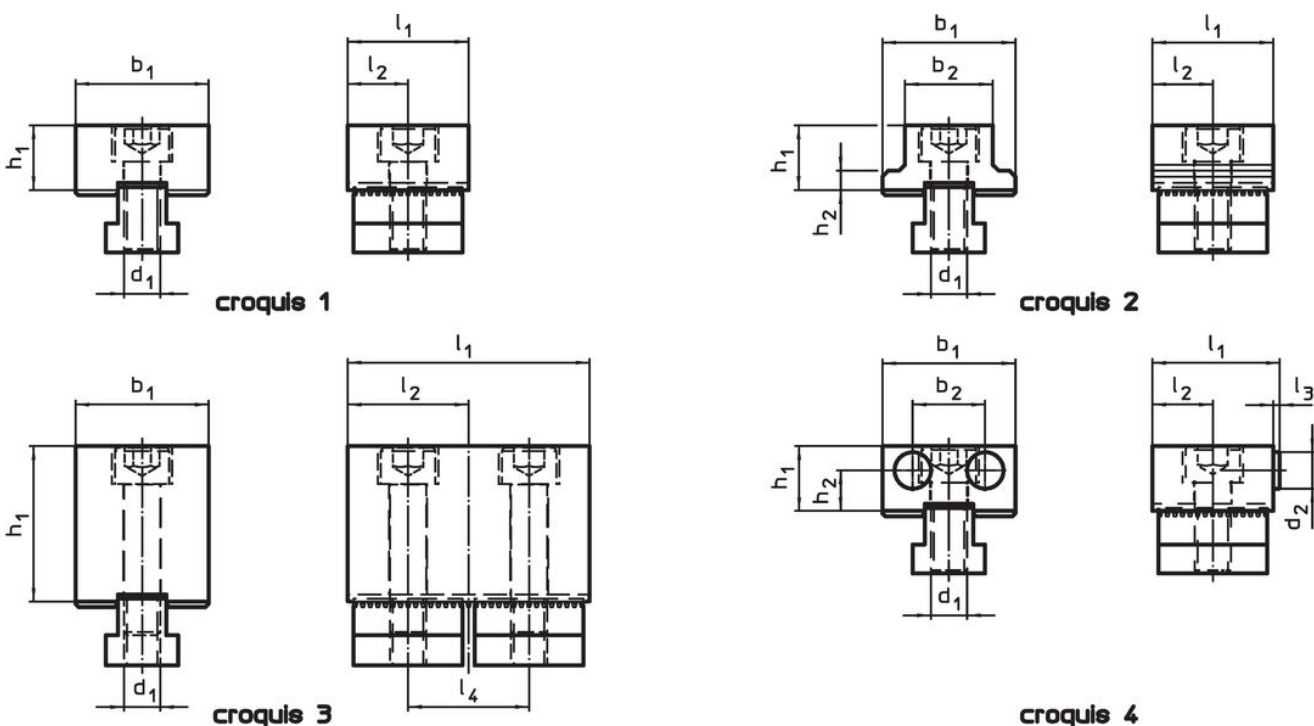 b₁
l₁
l₂
h₁
d₁
croquis 1
b₁
b₂
l₁
l₂
h₁
h₂
d₁
croquis 2
b₁
l₁
l₂
h₁
d₁
l₄
croquis 3
b₁
b₂
l₁
l₂
l₃
h₁
h₂
d₂
d₁
croquis 4